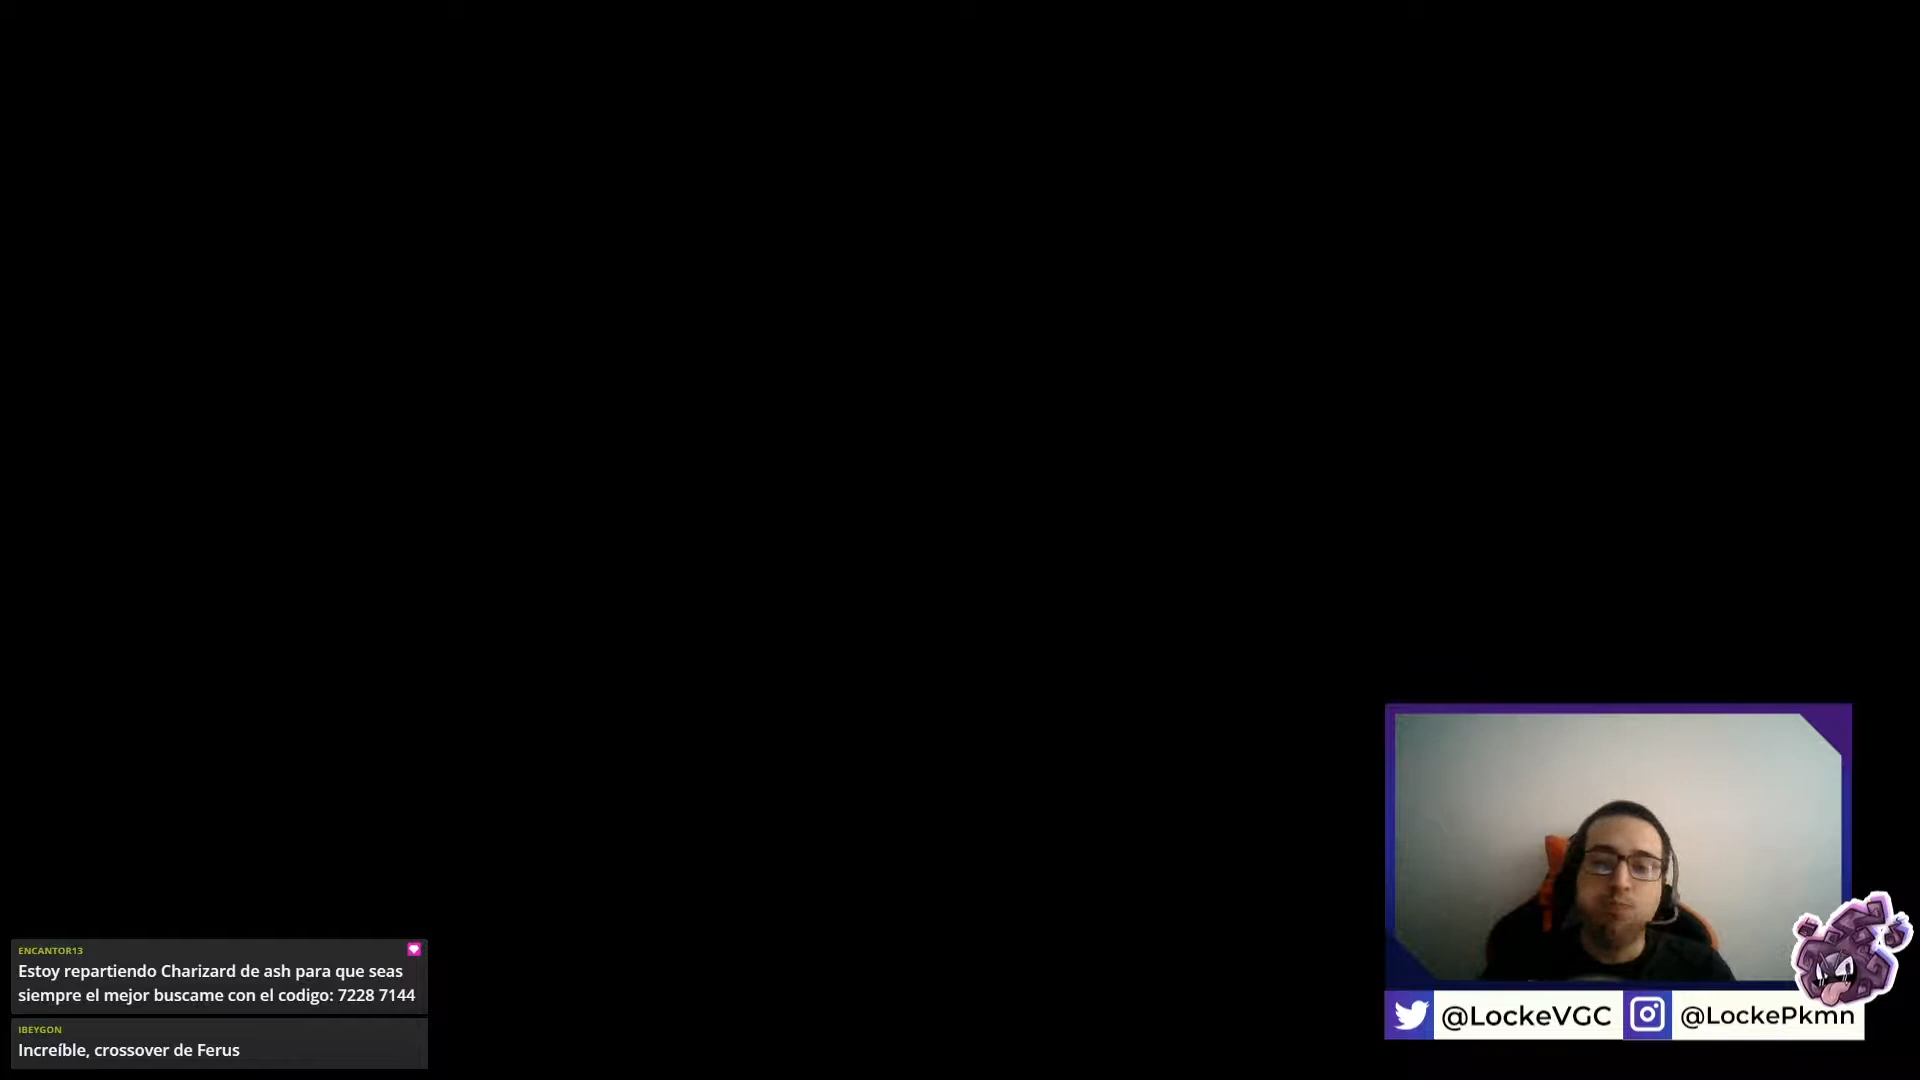 ENCANTOR13
Estoy repartiendo Charizard de ash para que seas
siempre el mejor buscame con el codigo: 7228 7144
IBEYGON
Increíble, crossover de Ferus
@LockeVGC @LockePkmn